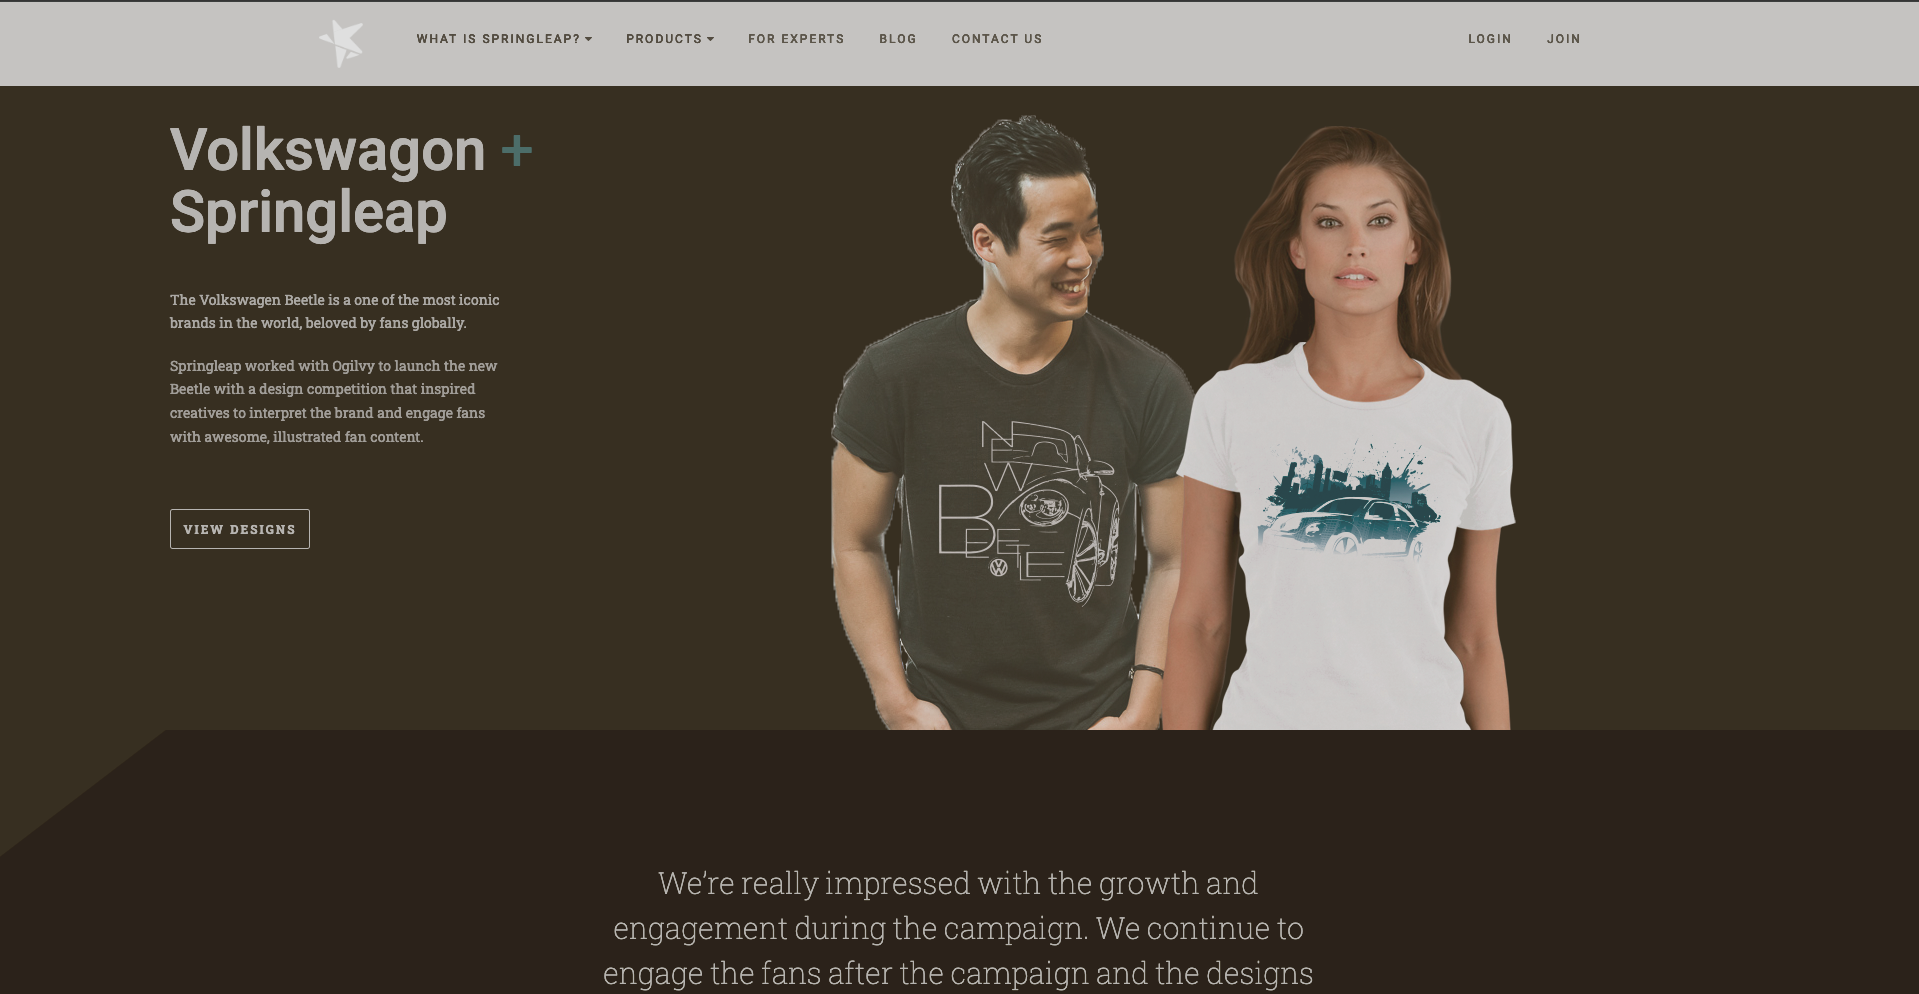 WHAT IS SPRINGLEAP?
PRODUCTS
FOR EXPERTS
BLOG
CONTACT US
LOGIN
JOIN
Volkswagon +
Springleap
The Volkswagen Beetle is a one of the most iconic
brands in the world, beloved by fans globally.
Springleap worked with Ogilvy to launch the new
Beetle with a design competition that inspired
creatives to interpret the brand and engage fans
with awesome, illustrated fan content.
VIEW DESIGNS
NEW
BEETLE
We’re really impressed with the growth and
engagement during the campaign. We continue to
engage the fans after the campaign and the designs